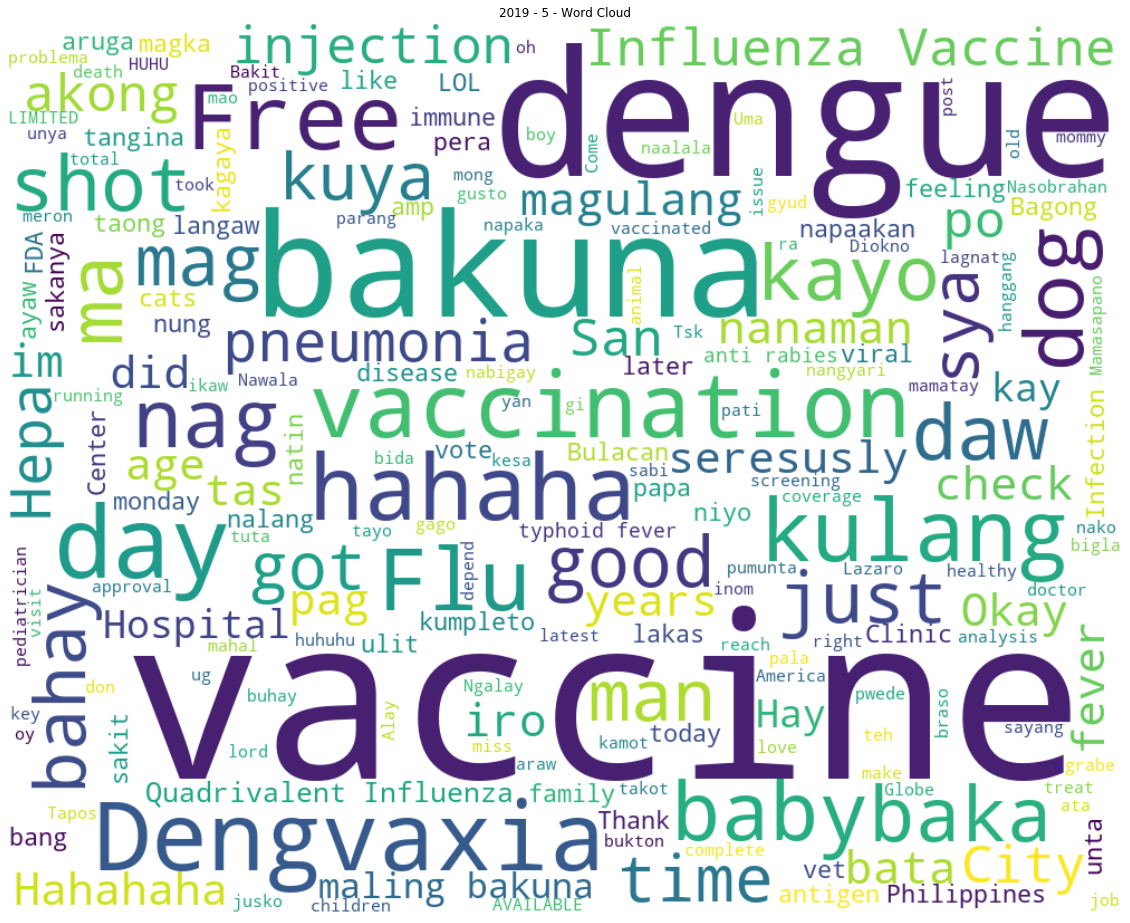 2019 - 5 - Word Cloud
problema aruga magka injection oh Influenza Vaccine
death HUHU Bakit positive like LOL
akong Free dengue post
LIMITED mao immune boy Come Uma old mommy
unya tangina kagaya pera naalala
total shot took kuya mong gusto magulang issue gyud feeling Nasobrahan
meron taong langaw parang amp napaka vaccinated napaakan po Bagong
ayaw FDA sakanya ma mag bakuna animal ra Diokno kayo lagnat sya hanggang dog Mamasapano
cats nung pneumonia San Tsk nanaman
im did ikaw Nawala disease nabigay later anti rabies viral nangyari mamatay kay
running Hepa Center nag vaccination yan gi pati daw Infection
age natin bida vote kesa Bulacan sabi seresusly screening check
monday tas hahaha papa coverage
nalang tuta tayo gago typhoid fever niyo kulang nako bigla
day approval got Flu depend good pumunta Lazaro healthy
pediatrician visit bahay pag inom years just doctor Okay
Hospital huhuhu ulit kumpleto latest lakas reach right Clinic analysis fever
mahal vaccine pala America
don ug buhay Ngalay man Hay pwede braso
key oy sakit lord Alay iro miss kamot today love teh sayang
araw make grabe
Quadrivalent Influenza family takot Globe treat
Tapos Dengvaxia Thank baby baka ata
bang bukton complete unta
maling bakuna time vet bata City
Hahahaha jusko children AVAILABLE antigen Philippines job